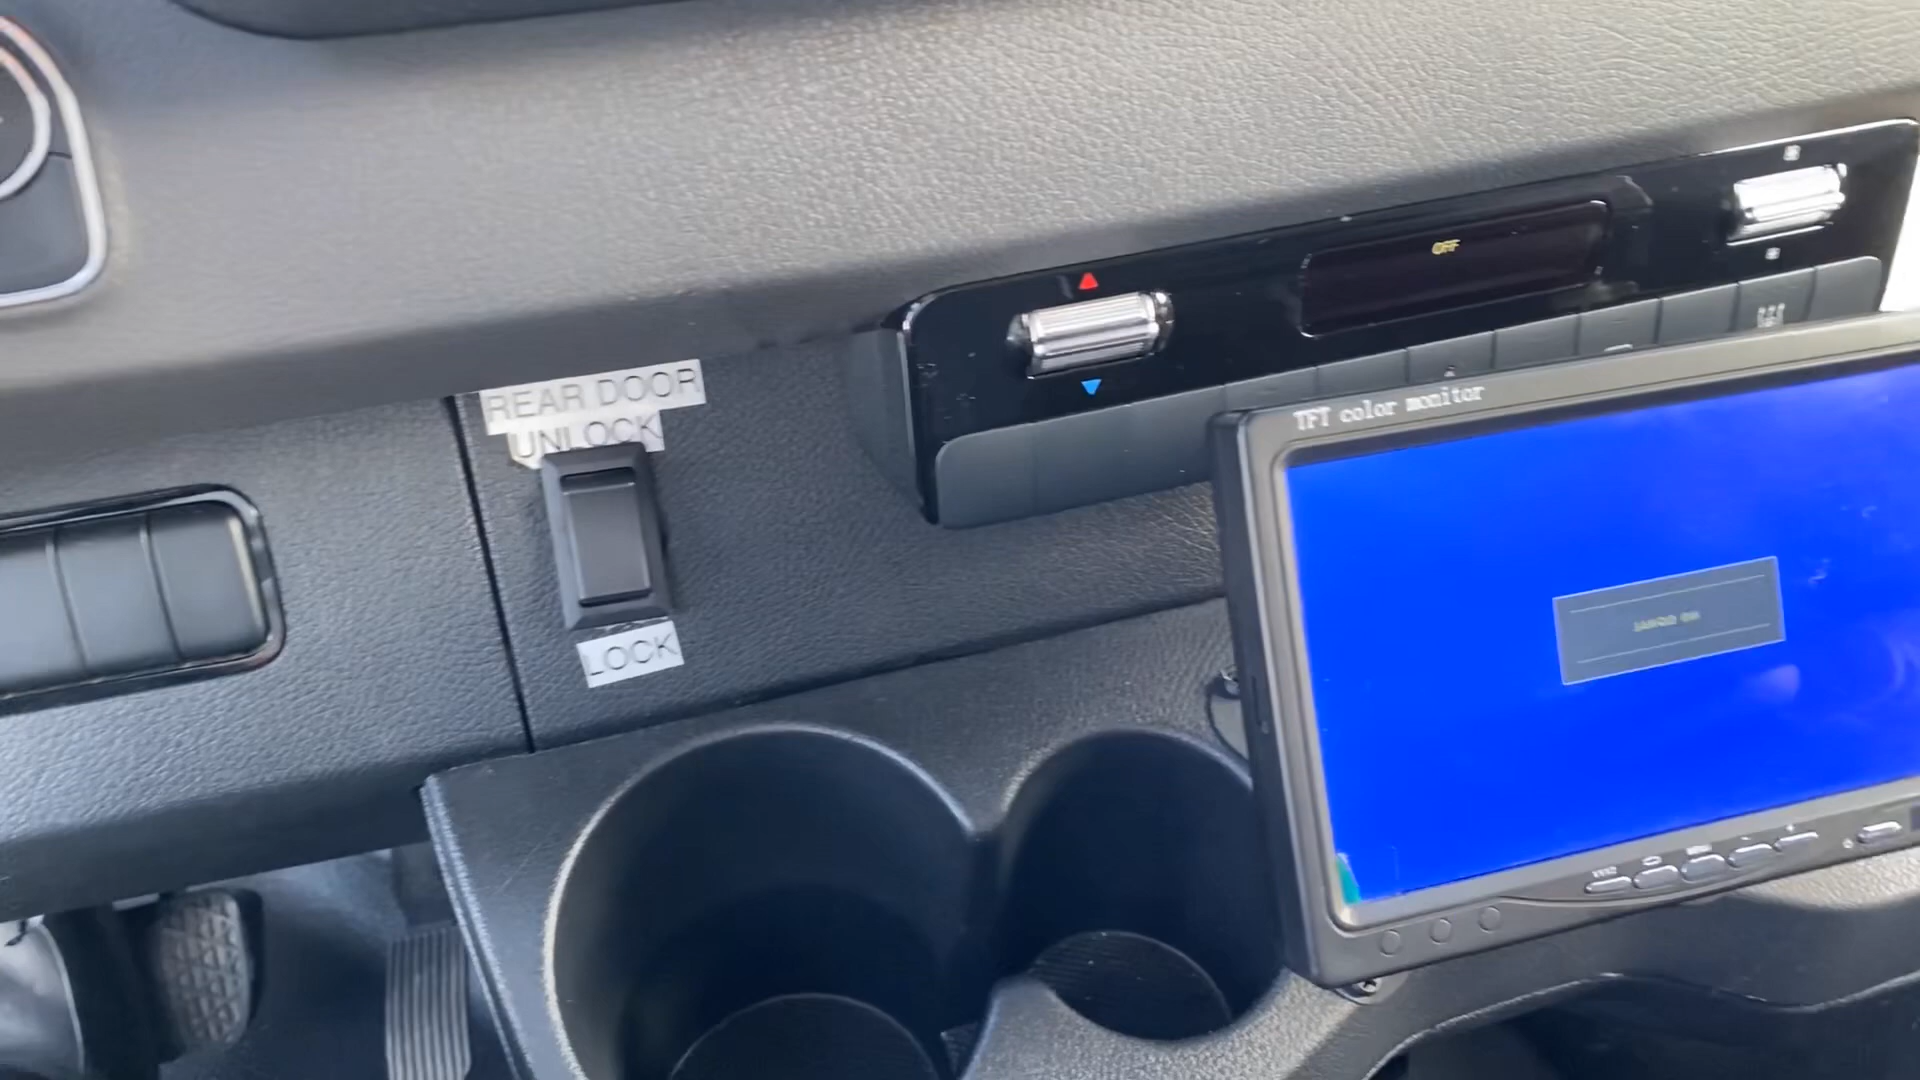 OFF
REAR DOOR
UNLOCK
LOCK
TFT color monitor